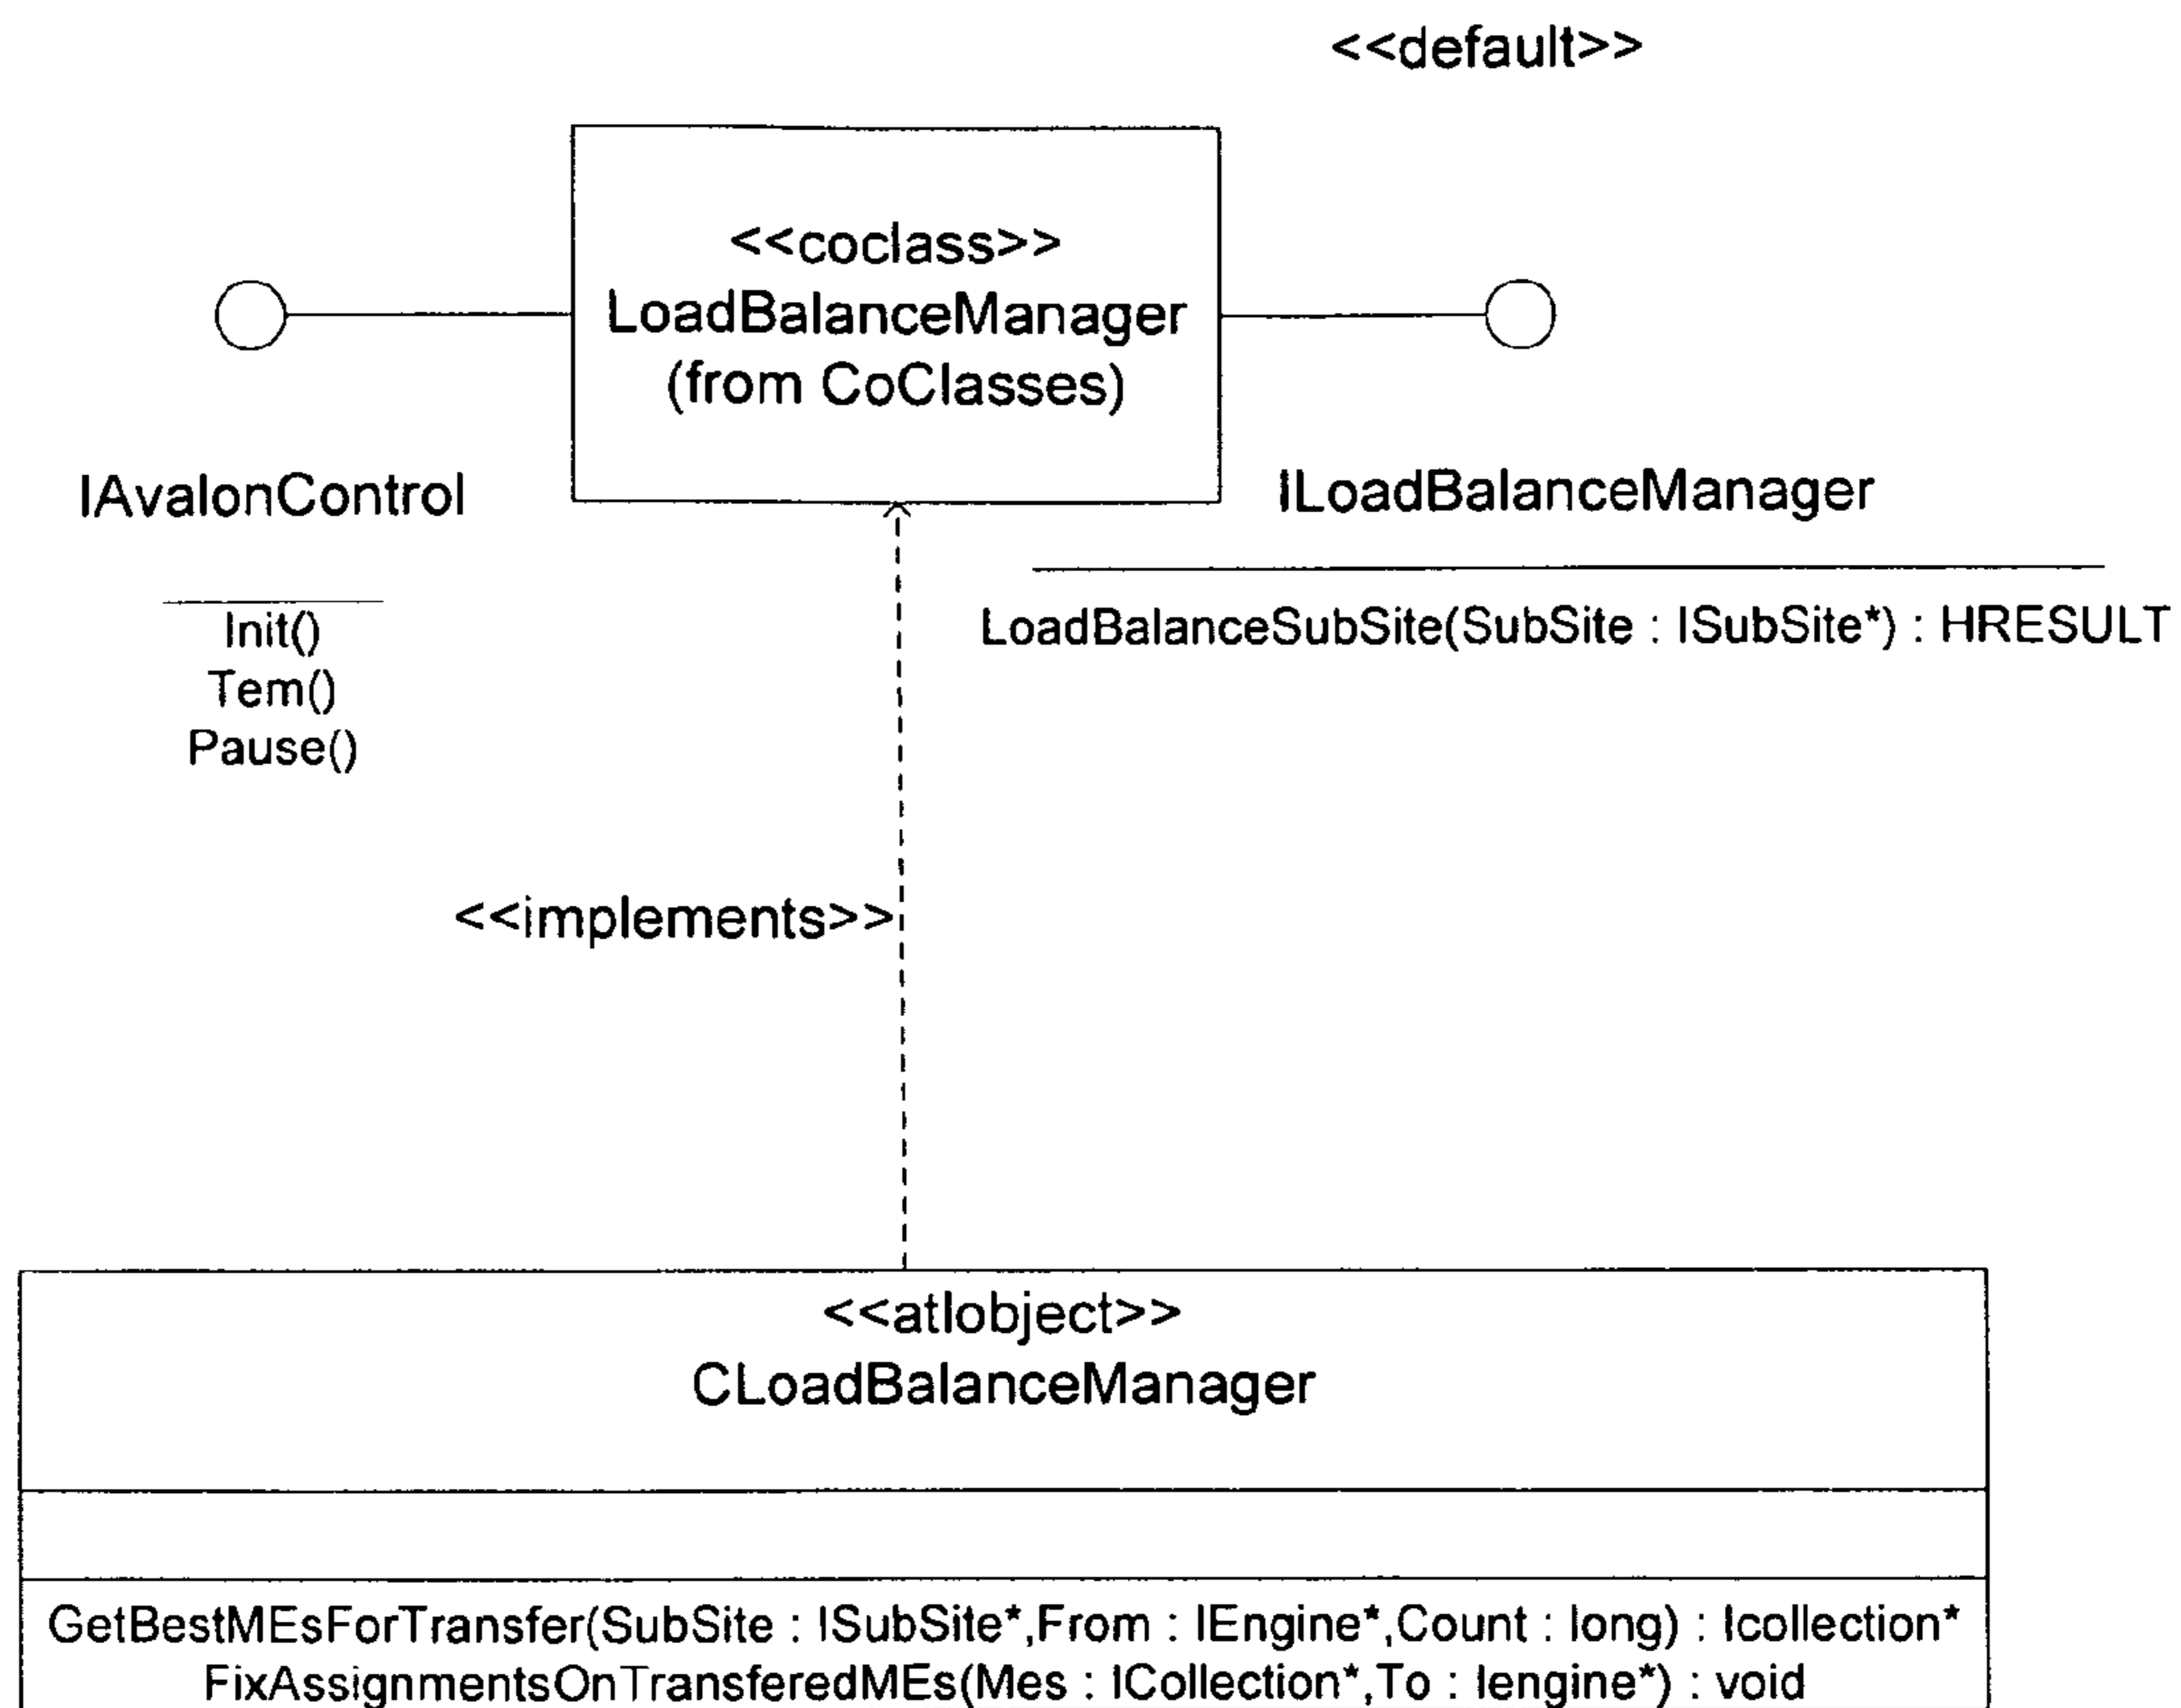 <<default>>
<<coclass>>
LoadBalanceManager
(from CoClasses)
IAvalonControl
ILoadBalanceManager
Init()
Tem()
Pause()
LoadBalanceSubSite(SubSite : ISubSite*) : HRESULT
<<implements>>
<<atlobject>>
CLoadBalanceManager
GetBestMEsForTransfer(SubSite : ISubSite*,From : IEngine*,Count : long) : Icollection*
FixAssignmentsOnTransferedMEs(Mes : ICollection*,To : Iengine*) : void